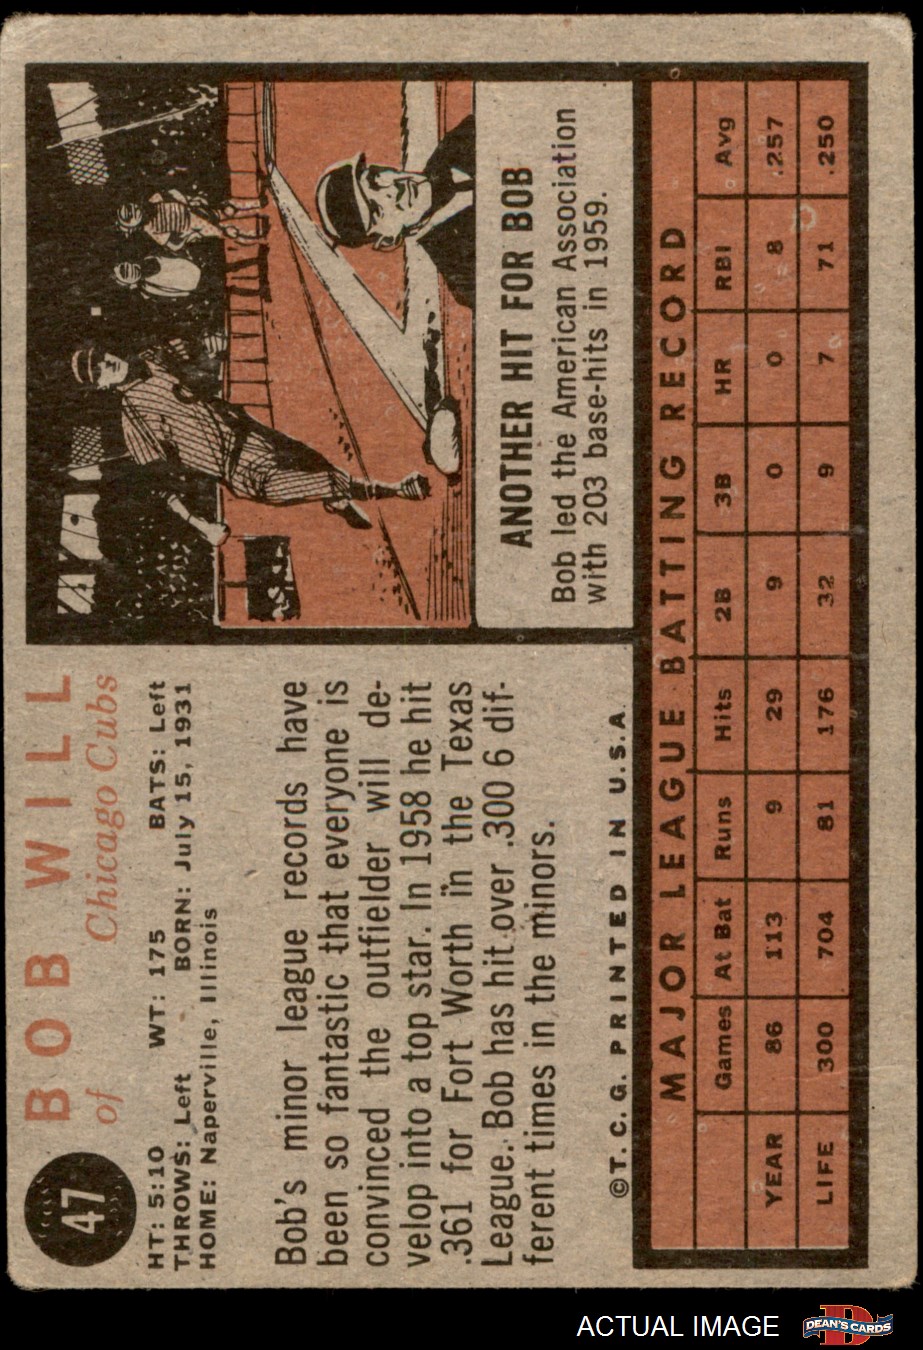 47
BOB WILL
of Chicago Cubs
HT: 5:10 WT: 175 BATS: Left
THROWS: Left BORN: July 15, 1931
HOME: Naperville, Illinois
Bob's minor league records have
been so fantastic that everyone is
convinced the outfielder will de-
velop into a top star. In 1958 he hit
.361 for Fort Worth in the Texas
League. Bob has hit over .300 6 dif-
ferent times in the minors.
©T. C. G. PRINTED IN U.S.A.
ANOTHER HIT FOR BOB
Bob led the American Association
with 203 base-hits in 1959.
MAJOR LEAGUE BATTING RECORD
Games At Bat Runs Hits 2B 3B HR RBI Avg
YEAR 86 113 9 29 9 0 0 8 .257
LIFE 300 704 81 176 32 9 7 71 .250
ACTUAL IMAGE
D
DEAN'S CARDS